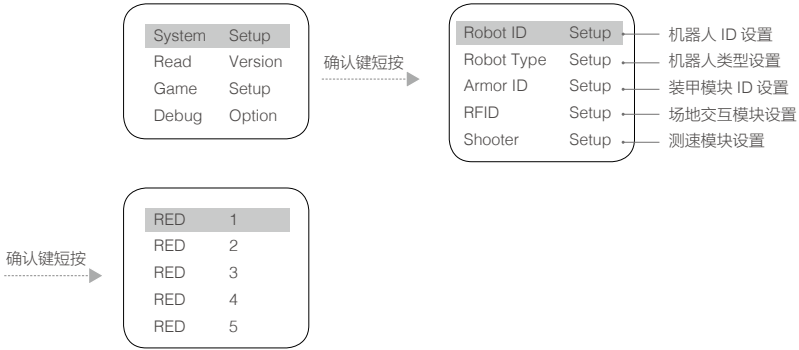 System Setup
Read Version
Game Setup
Debug Option
确认键短按
Robot ID Setup 机器人 ID 设置
Robot Type Setup 机器人类型设置
Armor ID Setup 装甲模块 ID 设置
RFID Setup 场地交互模块设置
Shooter Setup 测速模块设置
确认键短按
RED 1
RED 2
RED 3
RED 4
RED 5